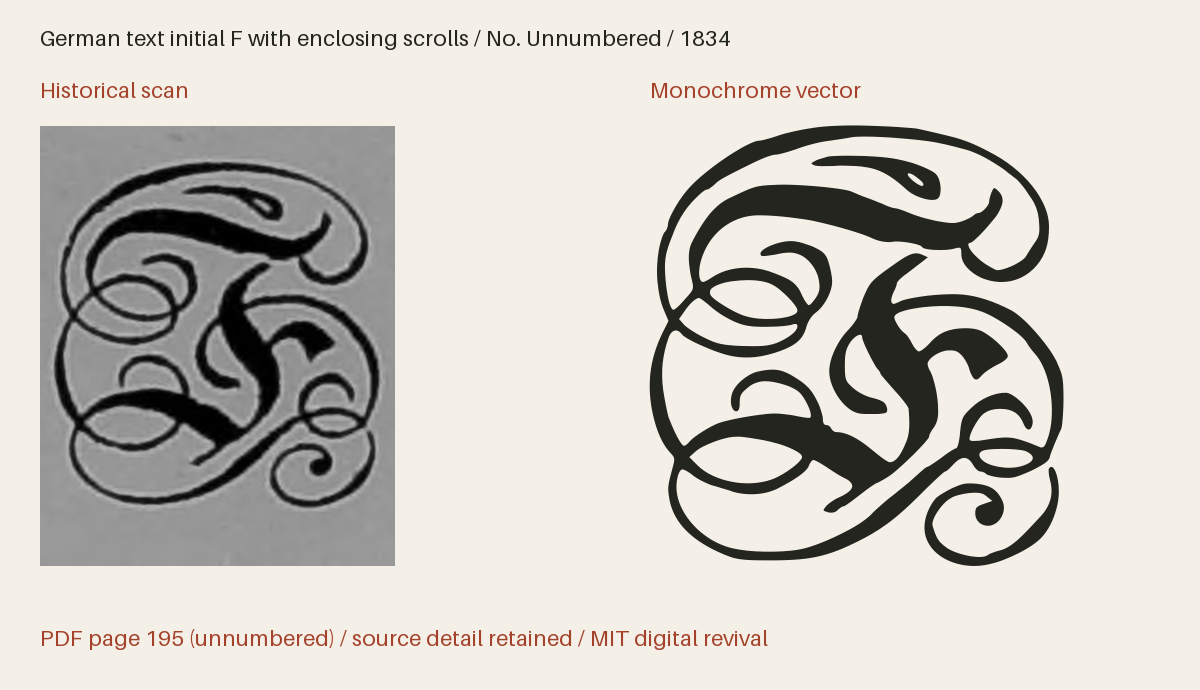 German text initial F with enclosing scrolls / No. Unnumbered / 1834
Historical scan
Monochrome vector
F
F
PDF page 195 (unnumbered) / source detail retained / MIT digital revival